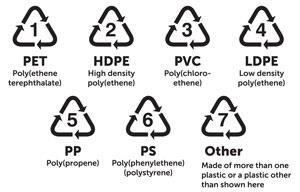 1 2 3 4
PET HDPE PVC LDPE
Poly(ethene High density Poly(chloro- Low density
terephthalate) poly(ethene) ethene) poly(ethene)
5 6 7
PP PS Other
Poly(propene) Poly(phenylethene) Made of more than one
(polystyrene) plastic or a plastic other
than shown here